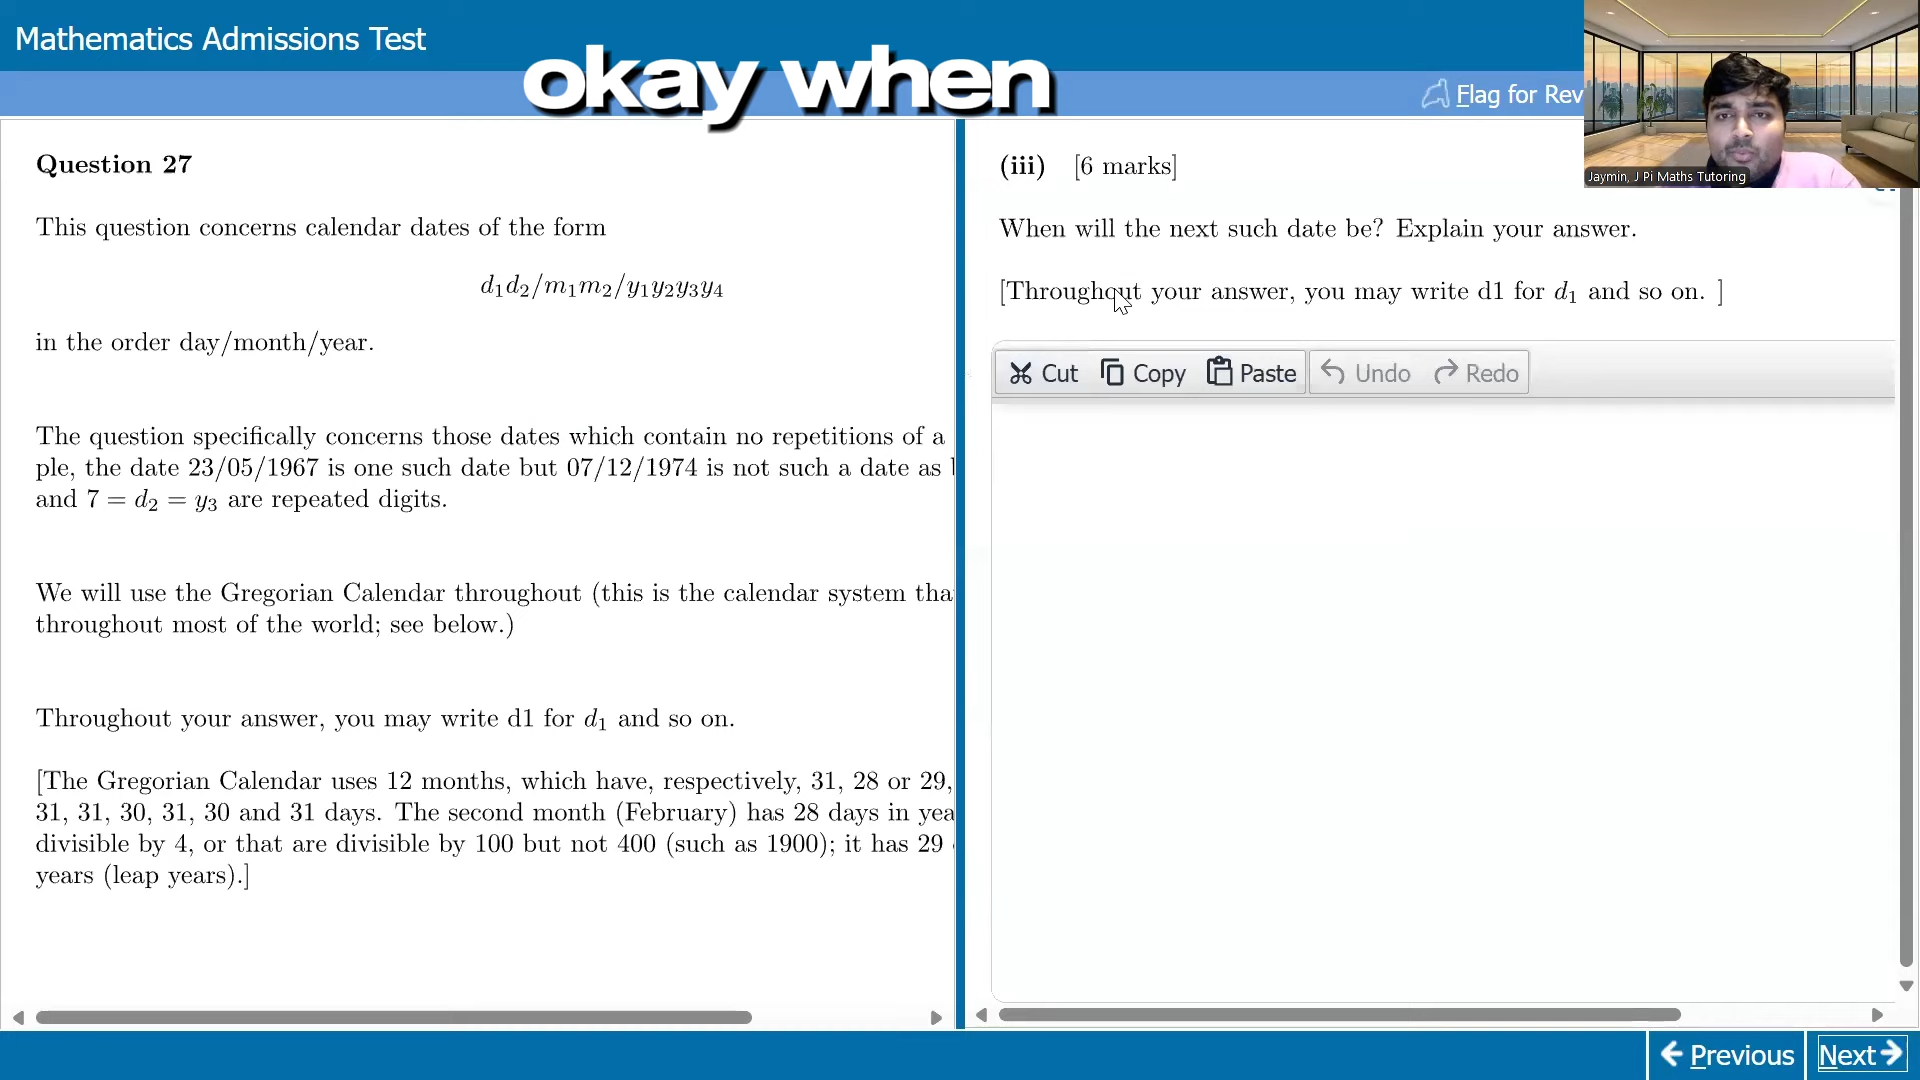 Mathematics Admissions Test
okay when
Flag for Rev
Jaymin, J Pi Maths Tutoring
Question 27
This question concerns calendar dates of the form
d₁d₂/m₁m₂/y₁y₂y₃y₄
in the order day/month/year.
The question specifically concerns those dates which contain no repetitions of a
ple, the date 23/05/1967 is one such date but 07/12/1974 is not such a date as
and 7 = d₂ = y₃ are repeated digits.
We will use the Gregorian Calendar throughout (this is the calendar system tha
throughout most of the world; see below.)
Throughout your answer, you may write d1 for d₁ and so on.
[The Gregorian Calendar uses 12 months, which have, respectively, 31, 28 or 29,
31, 31, 30, 31, 30 and 31 days. The second month (February) has 28 days in yea
divisible by 4, or that are divisible by 100 but not 400 (such as 1900); it has 29
years (leap years).]
(iii) [6 marks]
When will the next such date be? Explain your answer.
[Throughout your answer, you may write d1 for d₁ and so on. ]
Cut Copy Paste Undo Redo
Previous Next